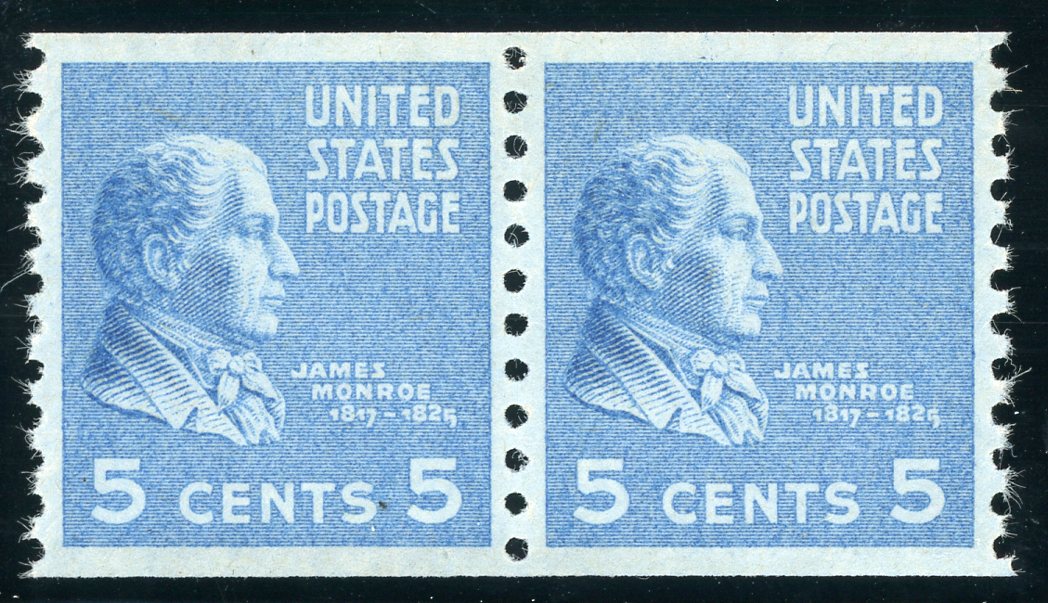 UNITED
STATES
POSTAGE
JAMES
MONROE
1817-1825
5 CENTS 5
UNITED
STATES
POSTAGE
JAMES
MONROE
1817-1825
5 CENTS 5